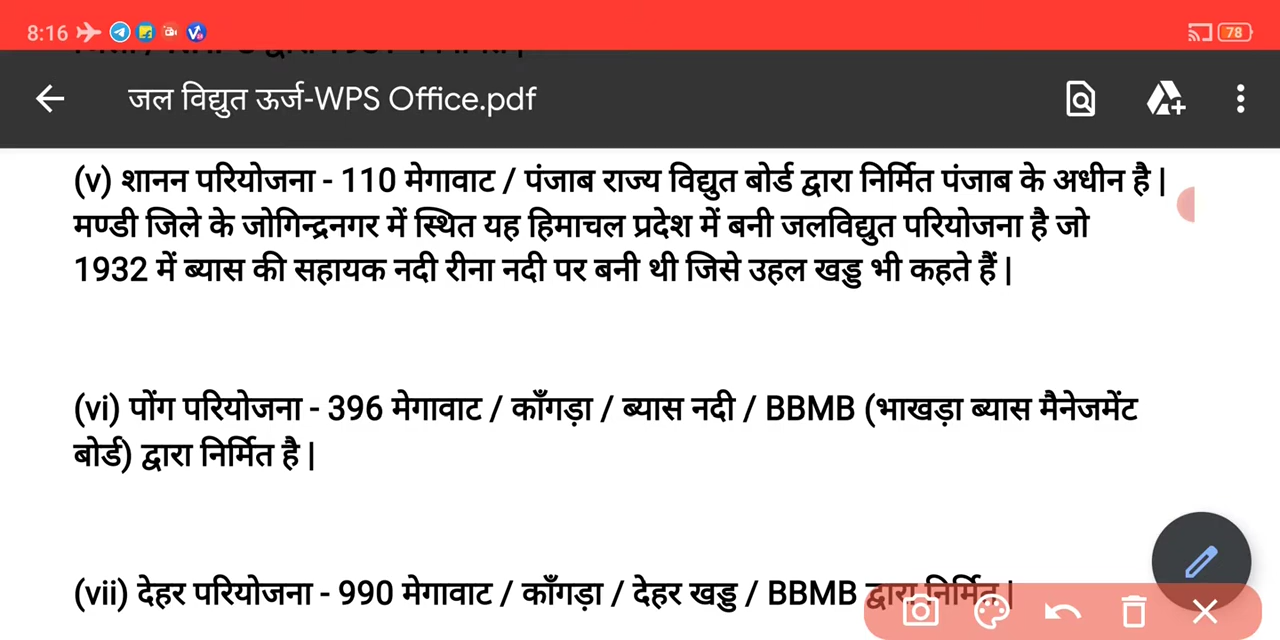 8:16
78
जल विद्युत ऊर्ज-WPS Office.pdf
(v) शानन परियोजना - 110 मेगावाट / पंजाब राज्य विद्युत बोर्ड द्वारा निर्मित पंजाब के अधीन है |
मण्डी जिले के जोगिन्द्रनगर में स्थित यह हिमाचल प्रदेश में बनी जलविद्युत परियोजना है जो
1932 में ब्यास की सहायक नदी रीना नदी पर बनी थी जिसे उहल खड्ड भी कहते हैं |
(vi) पोंग परियोजना - 396 मेगावाट / काँगड़ा / ब्यास नदी / BBMB (भाखड़ा ब्यास मैनेजमेंट
बोर्ड) द्वारा निर्मित है |
(vii) देहर परियोजना - 990 मेगावाट / काँगड़ा / देहर खड्ड / BBMB द्वारा निर्मित |